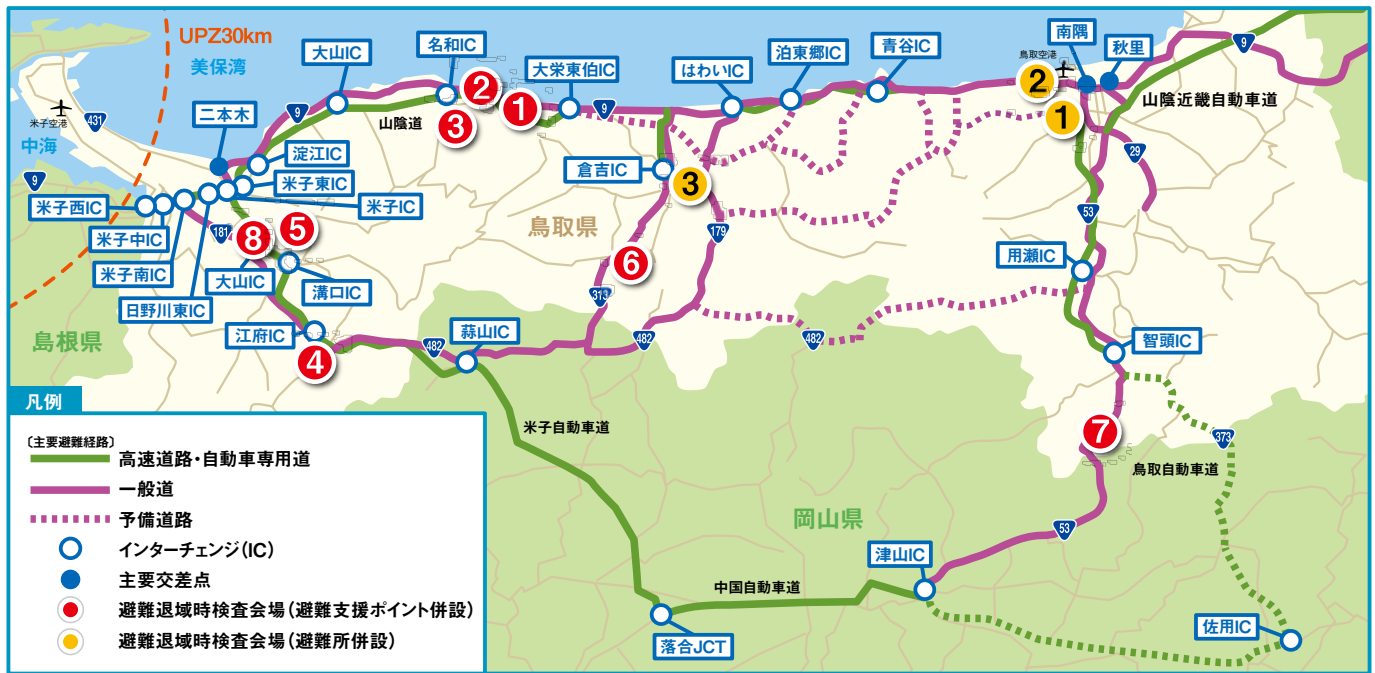 UPZ30km
美保湾
大山IC
名和IC
大栄東伯IC
はわいIC
泊東郷IC
青谷IC
鳥取空港
南隅
秋里
9
山陰近畿自動車道
米子空港
431
中海
9
二本木
9
山陰道
2
1
3
9
2
1
29
淀江IC
米子東IC
米子IC
倉吉IC
3
米子西IC
米子中IC
米子南IC
日野川東IC
181
8
5
大山IC
溝口IC
鳥取県
179
53
6
313
用瀬IC
島根県
江府IC
4
482
蒜山IC
482
482
智頭IC
7
373
鳥取自動車道
米子自動車道
岡山県
53
津山IC
中国自動車道
落合JCT
佐用IC
凡例
〔主要避難経路〕
高速道路・自動車専用道
一般道
予備道路
インターチェンジ(IC)
主要交差点
避難退域時検査会場(避難支援ポイント併設)
避難退域時検査会場(避難所併設)